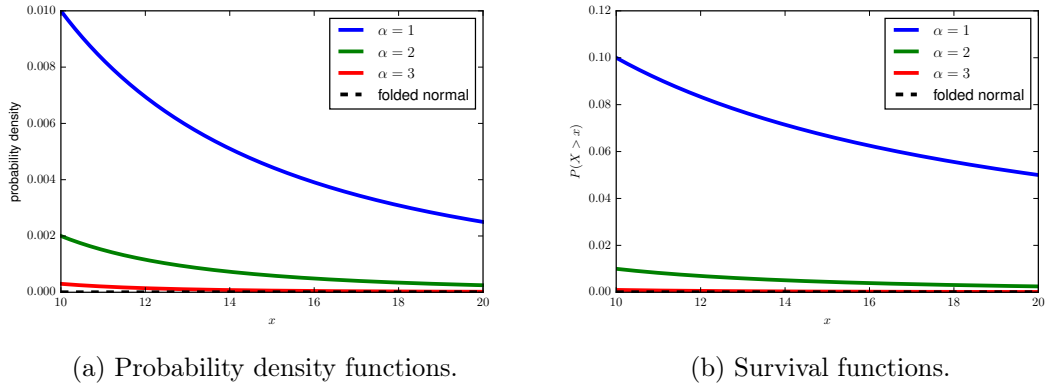 0.010
0.008
0.006
0.004
0.002
0.000
probability density
10 12 14 16 18 20
x
α = 1
α = 2
α = 3
folded normal
(a) Probability density functions.
0.12
0.10
0.08
0.06
0.04
0.02
0.00
P(X > x)
10 12 14 16 18 20
x
α = 1
α = 2
α = 3
folded normal
(b) Survival functions.